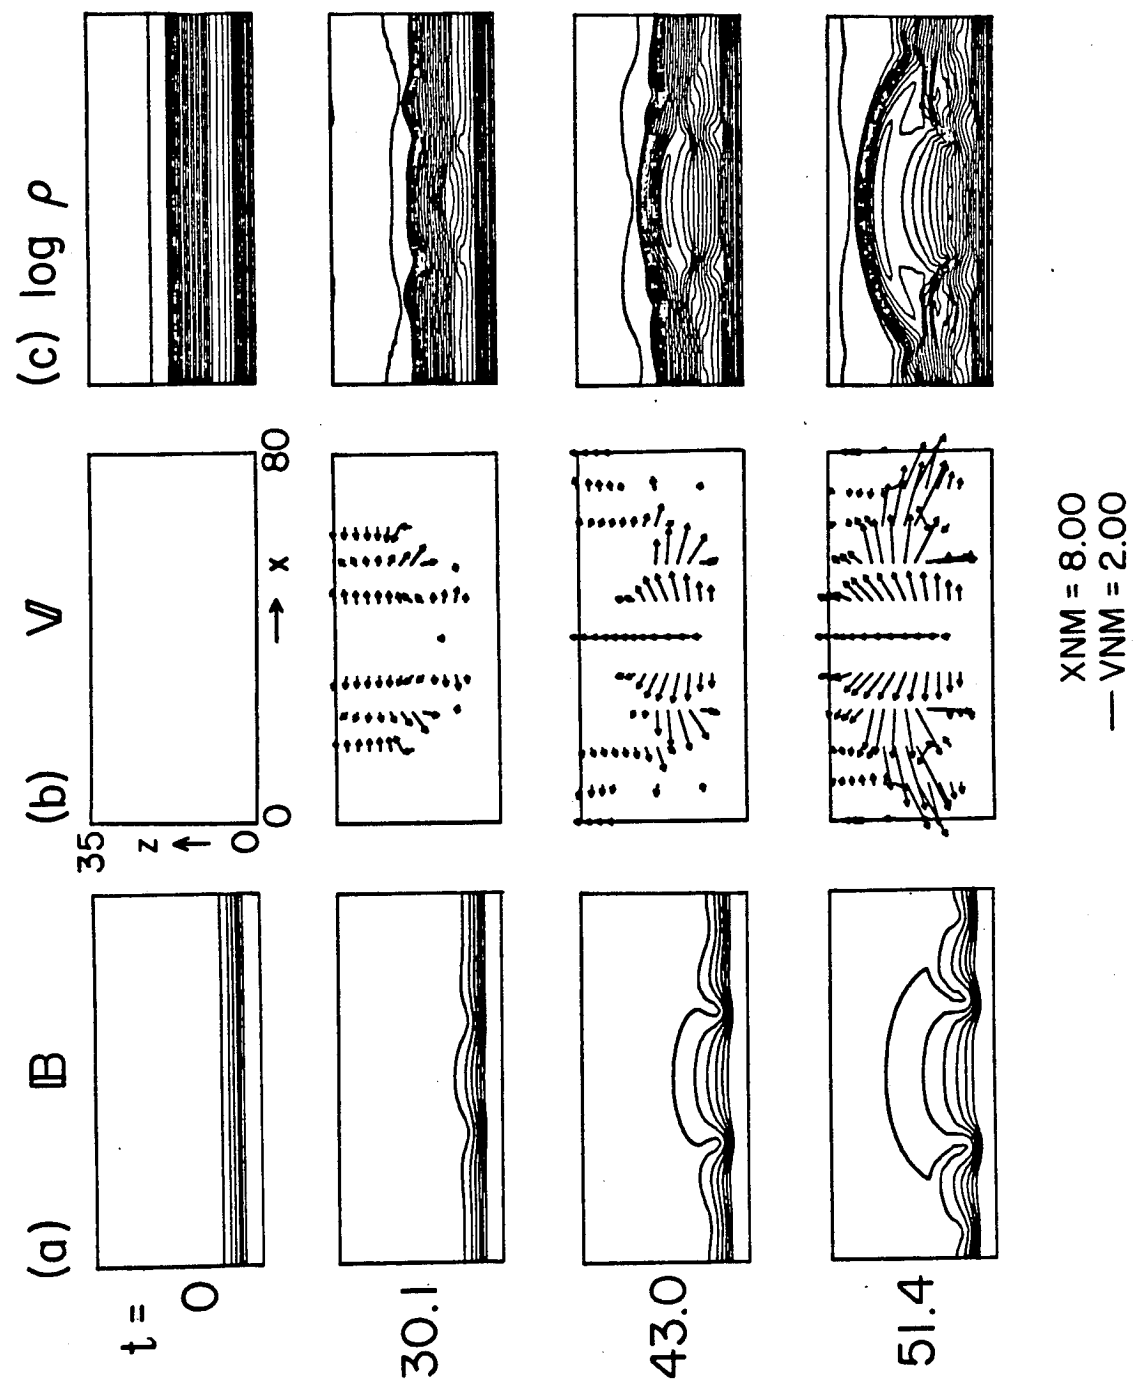 (a) 𝔹
(b) 𝕍
(c) log ρ
t =
0
35
z
↑
0
0
→ x
80
30.1
43.0
51.4
XNM = 8.00
— VNM = 2.00